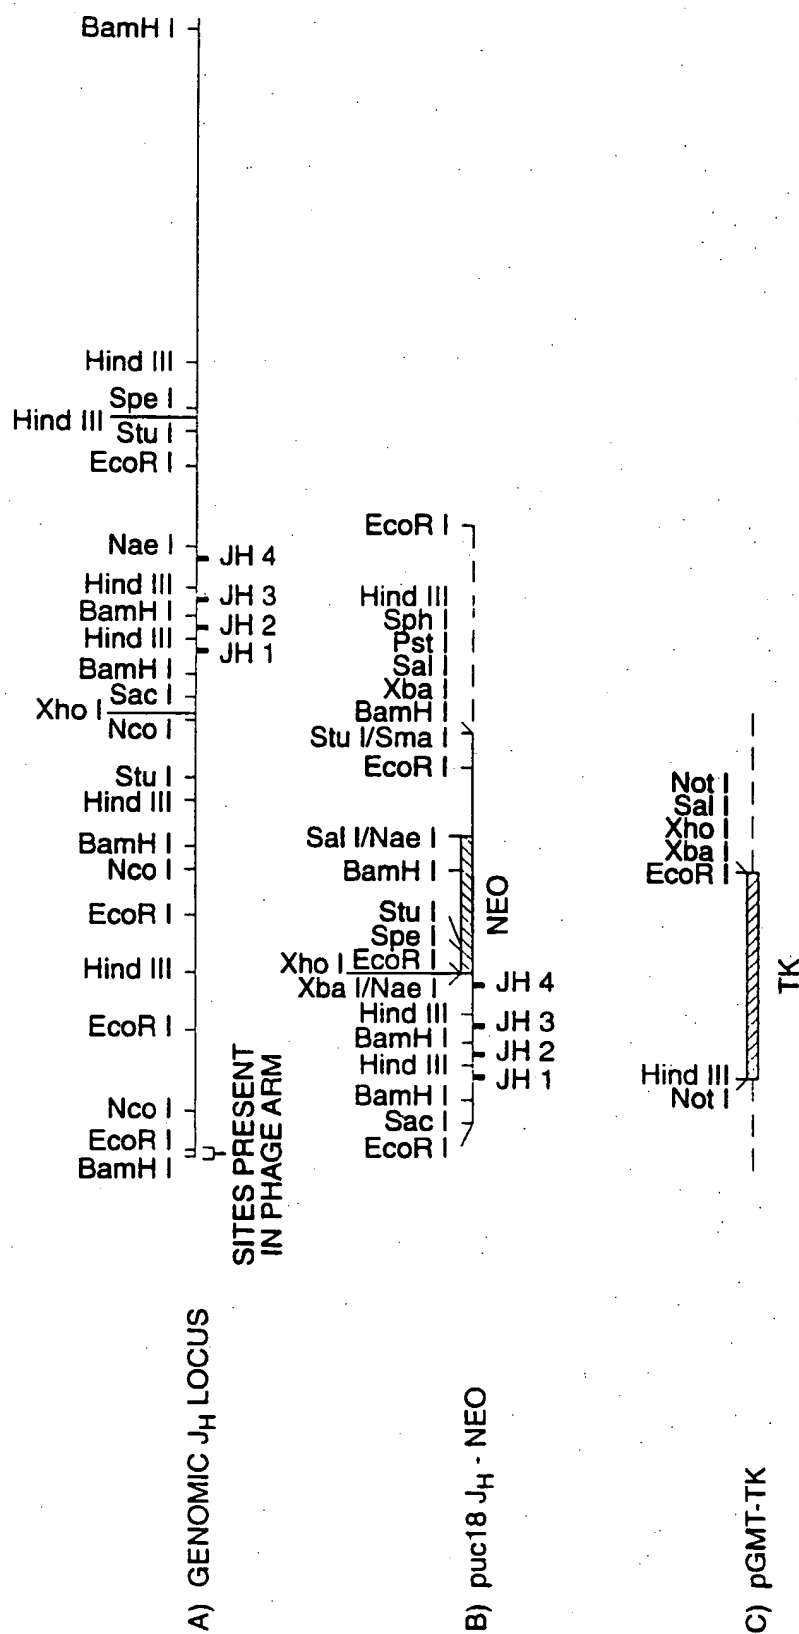 BamH I
Hind III
Spe I
Hind III
Stu I
EcoR I
Nae I
JH 4
Hind III
JH 3
BamH I
JH 2
Hind III
JH 1
BamH I
Sac I
Xho I
Nco I
Stu I
Hind III
BamH I
Nco I
EcoR I
Hind III
EcoR I
Nco I
EcoR I
BamH I
SITES PRESENT
IN PHAGE ARM
A) GENOMIC JH LOCUS
EcoR I
Hind III
Sph I
Pst I
Sal I
Xba I
BamH I
Stu I/Sma I
EcoR I
Sal I/Nae I
BamH I
NEO
Stu I
Spe I
EcoR I
Xho I
Xba I/Nae I
JH 4
Hind III
JH 3
BamH I
JH 2
Hind III
JH 1
BamH I
Sac I
EcoR I
B) puc18 JH - NEO
Not I
Sal I
Xho I
Xba I
EcoR I
TK
Hind III
Not I
C) pGMT-TK